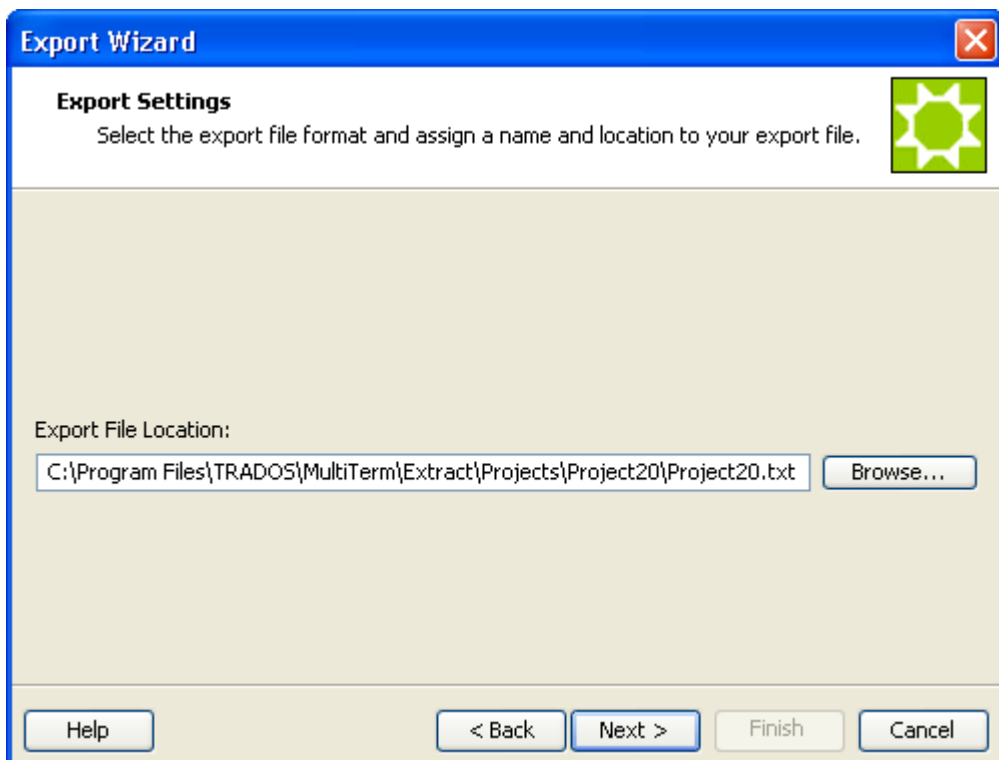 Export Wizard
Export Settings
Select the export file format and assign a name and location to your export file.
Export File Location:
C:\Program Files\TRADOS\MultiTerm\Extract\Projects\Project20\Project20.txt Browse...
Help < Back Next > Finish Cancel